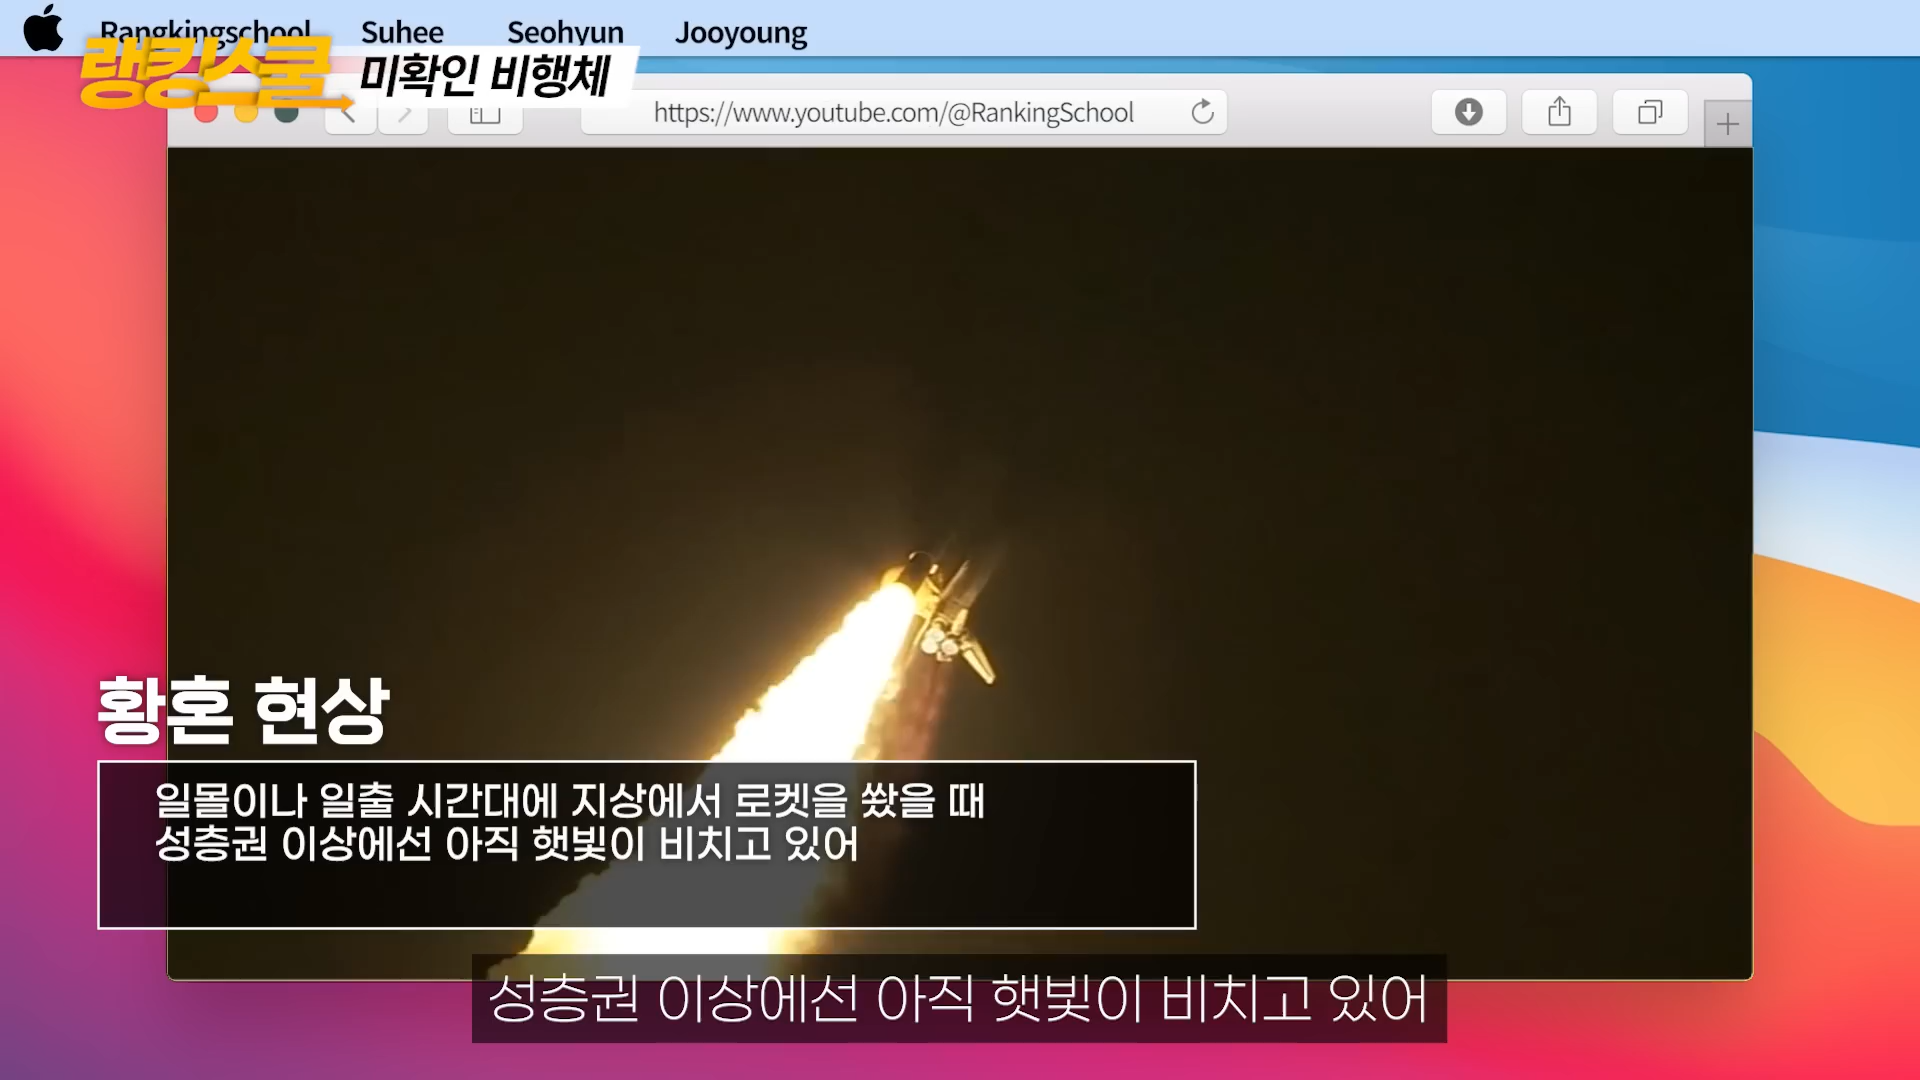 Rangkingschool Suhee Seohyun Jooyoung
랭킹스쿨
미확인 비행체
https://www.youtube.com/@RankingSchool
황혼 현상
일몰이나 일출 시간대에 지상에서 로켓을 쐈을 때
성층권 이상에선 아직 햇빛이 비치고 있어
성층권 이상에선 아직 햇빛이 비치고 있어